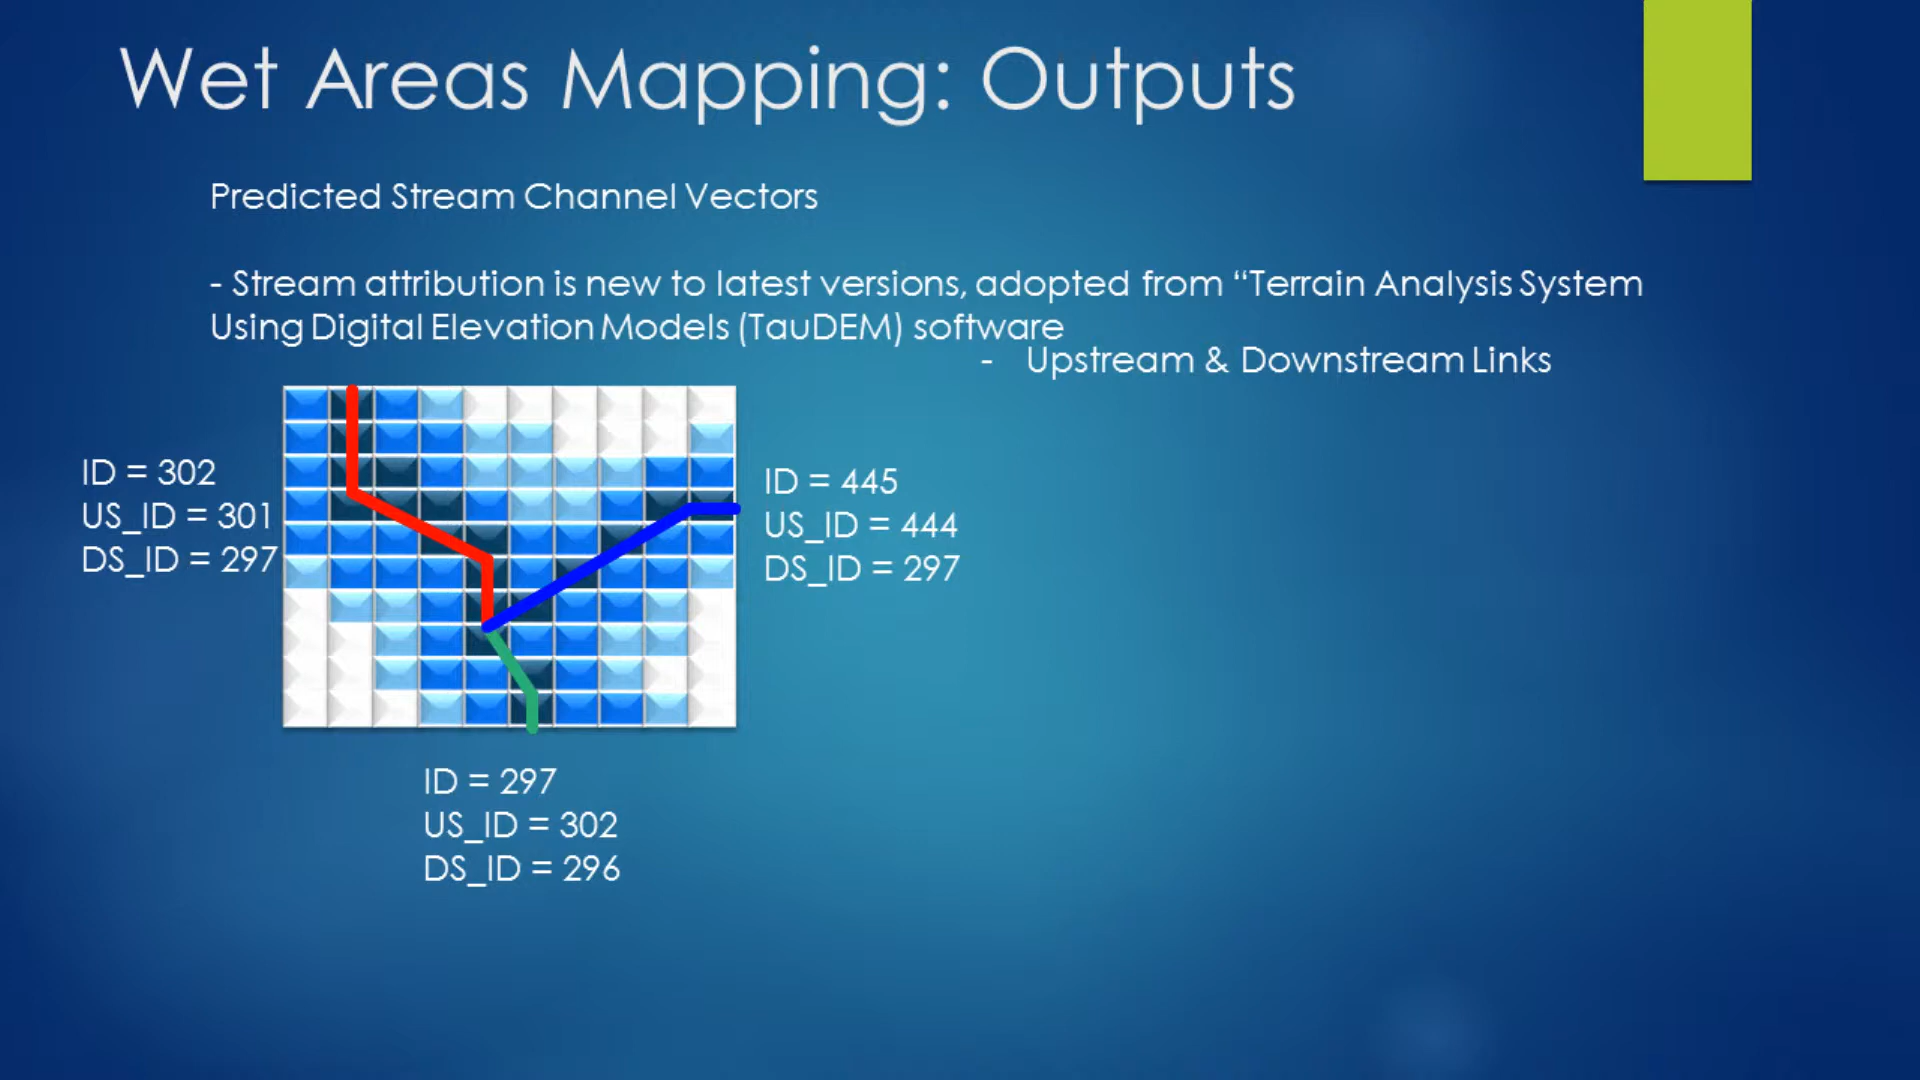 Wet Areas Mapping: Outputs
Predicted Stream Channel Vectors
- Stream attribution is new to latest versions, adopted from “Terrain Analysis System
Using Digital Elevation Models (TauDEM) software
- Upstream & Downstream Links
ID = 302
US_ID = 301
DS_ID = 297
ID = 445
US_ID = 444
DS_ID = 297
ID = 297
US_ID = 302
DS_ID = 296